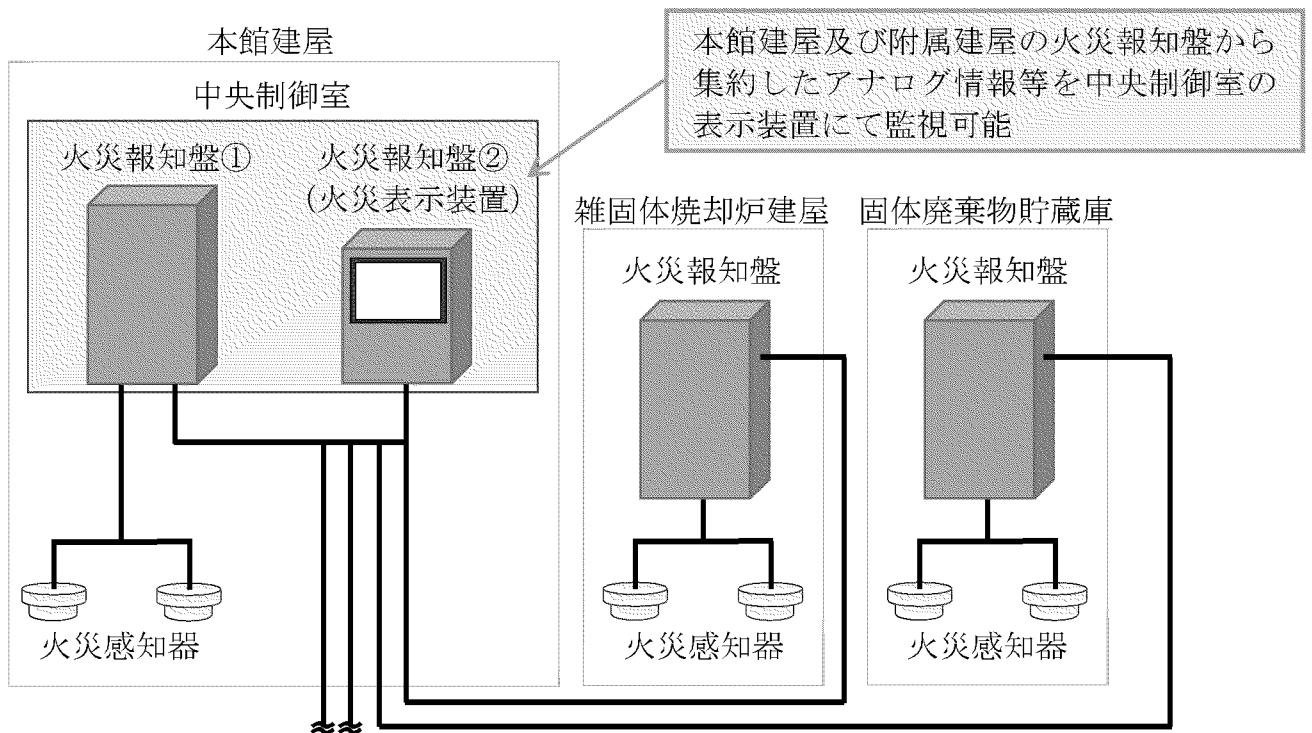 本館建屋
中央制御室
火災報知盤①
火災報知盤②
(火災表示装置)
火災感知器
本館建屋及び附属建屋の火災報知盤から
集約したアナログ情報等を中央制御室の
表示装置にて監視可能
雑固体焼却炉建屋
火災報知盤
火災感知器
固体廃棄物貯蔵庫
火災報知盤
火災感知器